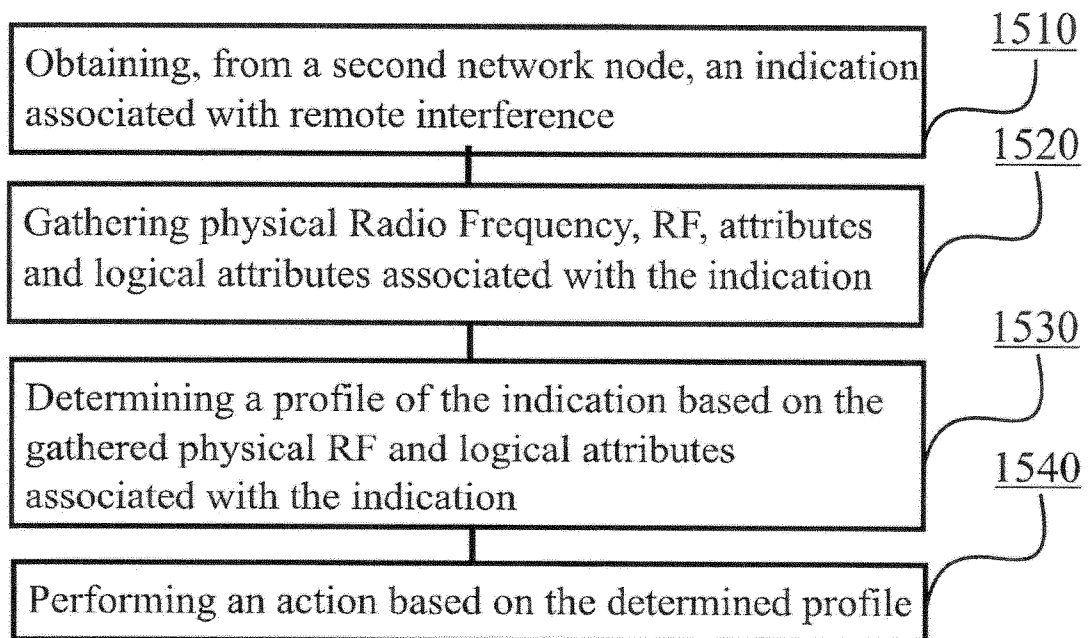 1510
Obtaining, from a second network node, an indication
associated with remote interference
1520
Gathering physical Radio Frequency, RF, attributes
and logical attributes associated with the indication
1530
Determining a profile of the indication based on the
gathered physical RF and logical attributes
associated with the indication
1540
Performing an action based on the determined profile